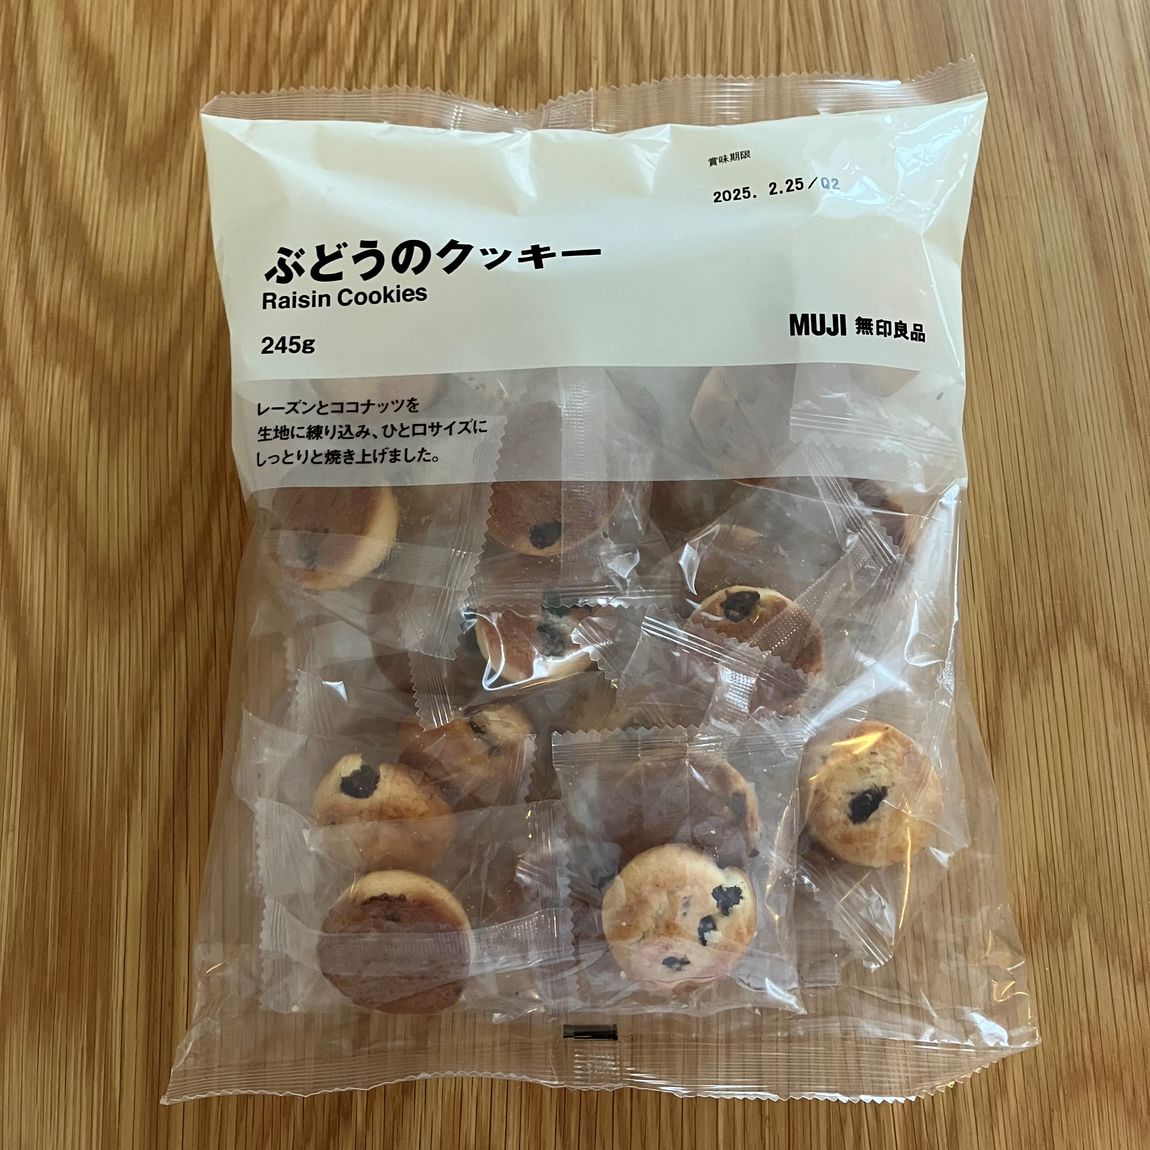 賞味期限
2025. 2.25/Q2
ぶどうのクッキー
Raisin Cookies
245g
MUJI 無印良品
レーズンとココナッツを
生地に練り込み、ひと口サイズに
しっとりと焼き上げました。